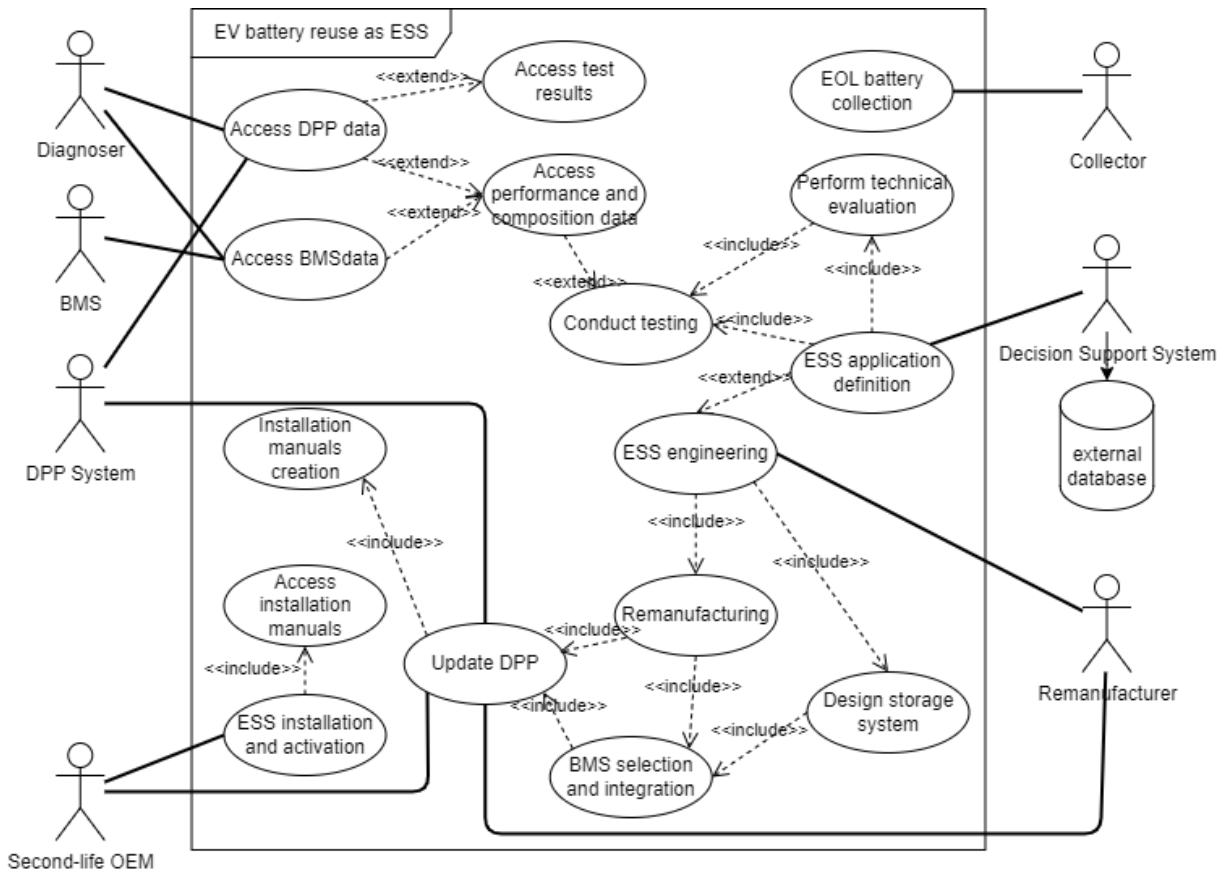 EV battery reuse as ESS
Diagnoser
BMS
DPP System
Second-life OEM
Collector
Decision Support System
external
database
Remanufacturer
Access DPP data
<<extend>>
Access test
results
EOL battery
collection
<<extend>>
Access
performance and
composition data
<<extend>>
Access BMSdata
Perform technical
evaluation
<<include>>
<<include>>
<<extend>>
Conduct testing
<<include>>
ESS application
definition
<<extend>>
Installation
manuals
creation
ESS engineering
<<include>>
<<include>>
<<include>>
Access
installation
manuals
Remanufacturing
<<include>>
<<include>>
Update DPP
<<include>>
<<include>>
Design storage
system
ESS installation
and activation
<<include>>
BMS selection
and integration